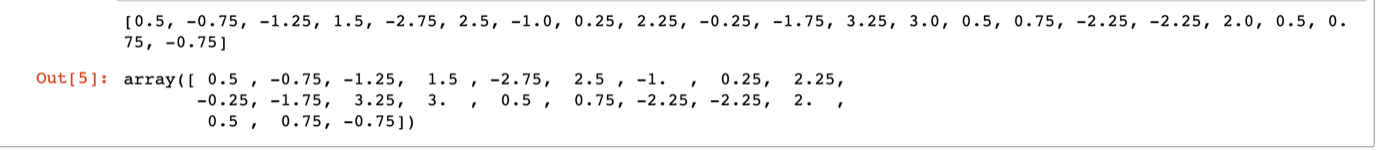 [0.5, -0.75, -1.25, 1.5, -2.75, 2.5, -1.0, 0.25, 2.25, -0.25, -1.75, 3.25, 3.0, 0.5, 0.75, -2.25, -2.25, 2.0, 0.5, 0.
75, -0.75]
Out[5]: array([ 0.5 , -0.75, -1.25,  1.5 , -2.75,  2.5 , -1.  ,  0.25,  2.25,
       -0.25, -1.75,  3.25,  3.  ,  0.5 ,  0.75, -2.25, -2.25,  2.  ,
        0.5 ,  0.75, -0.75])